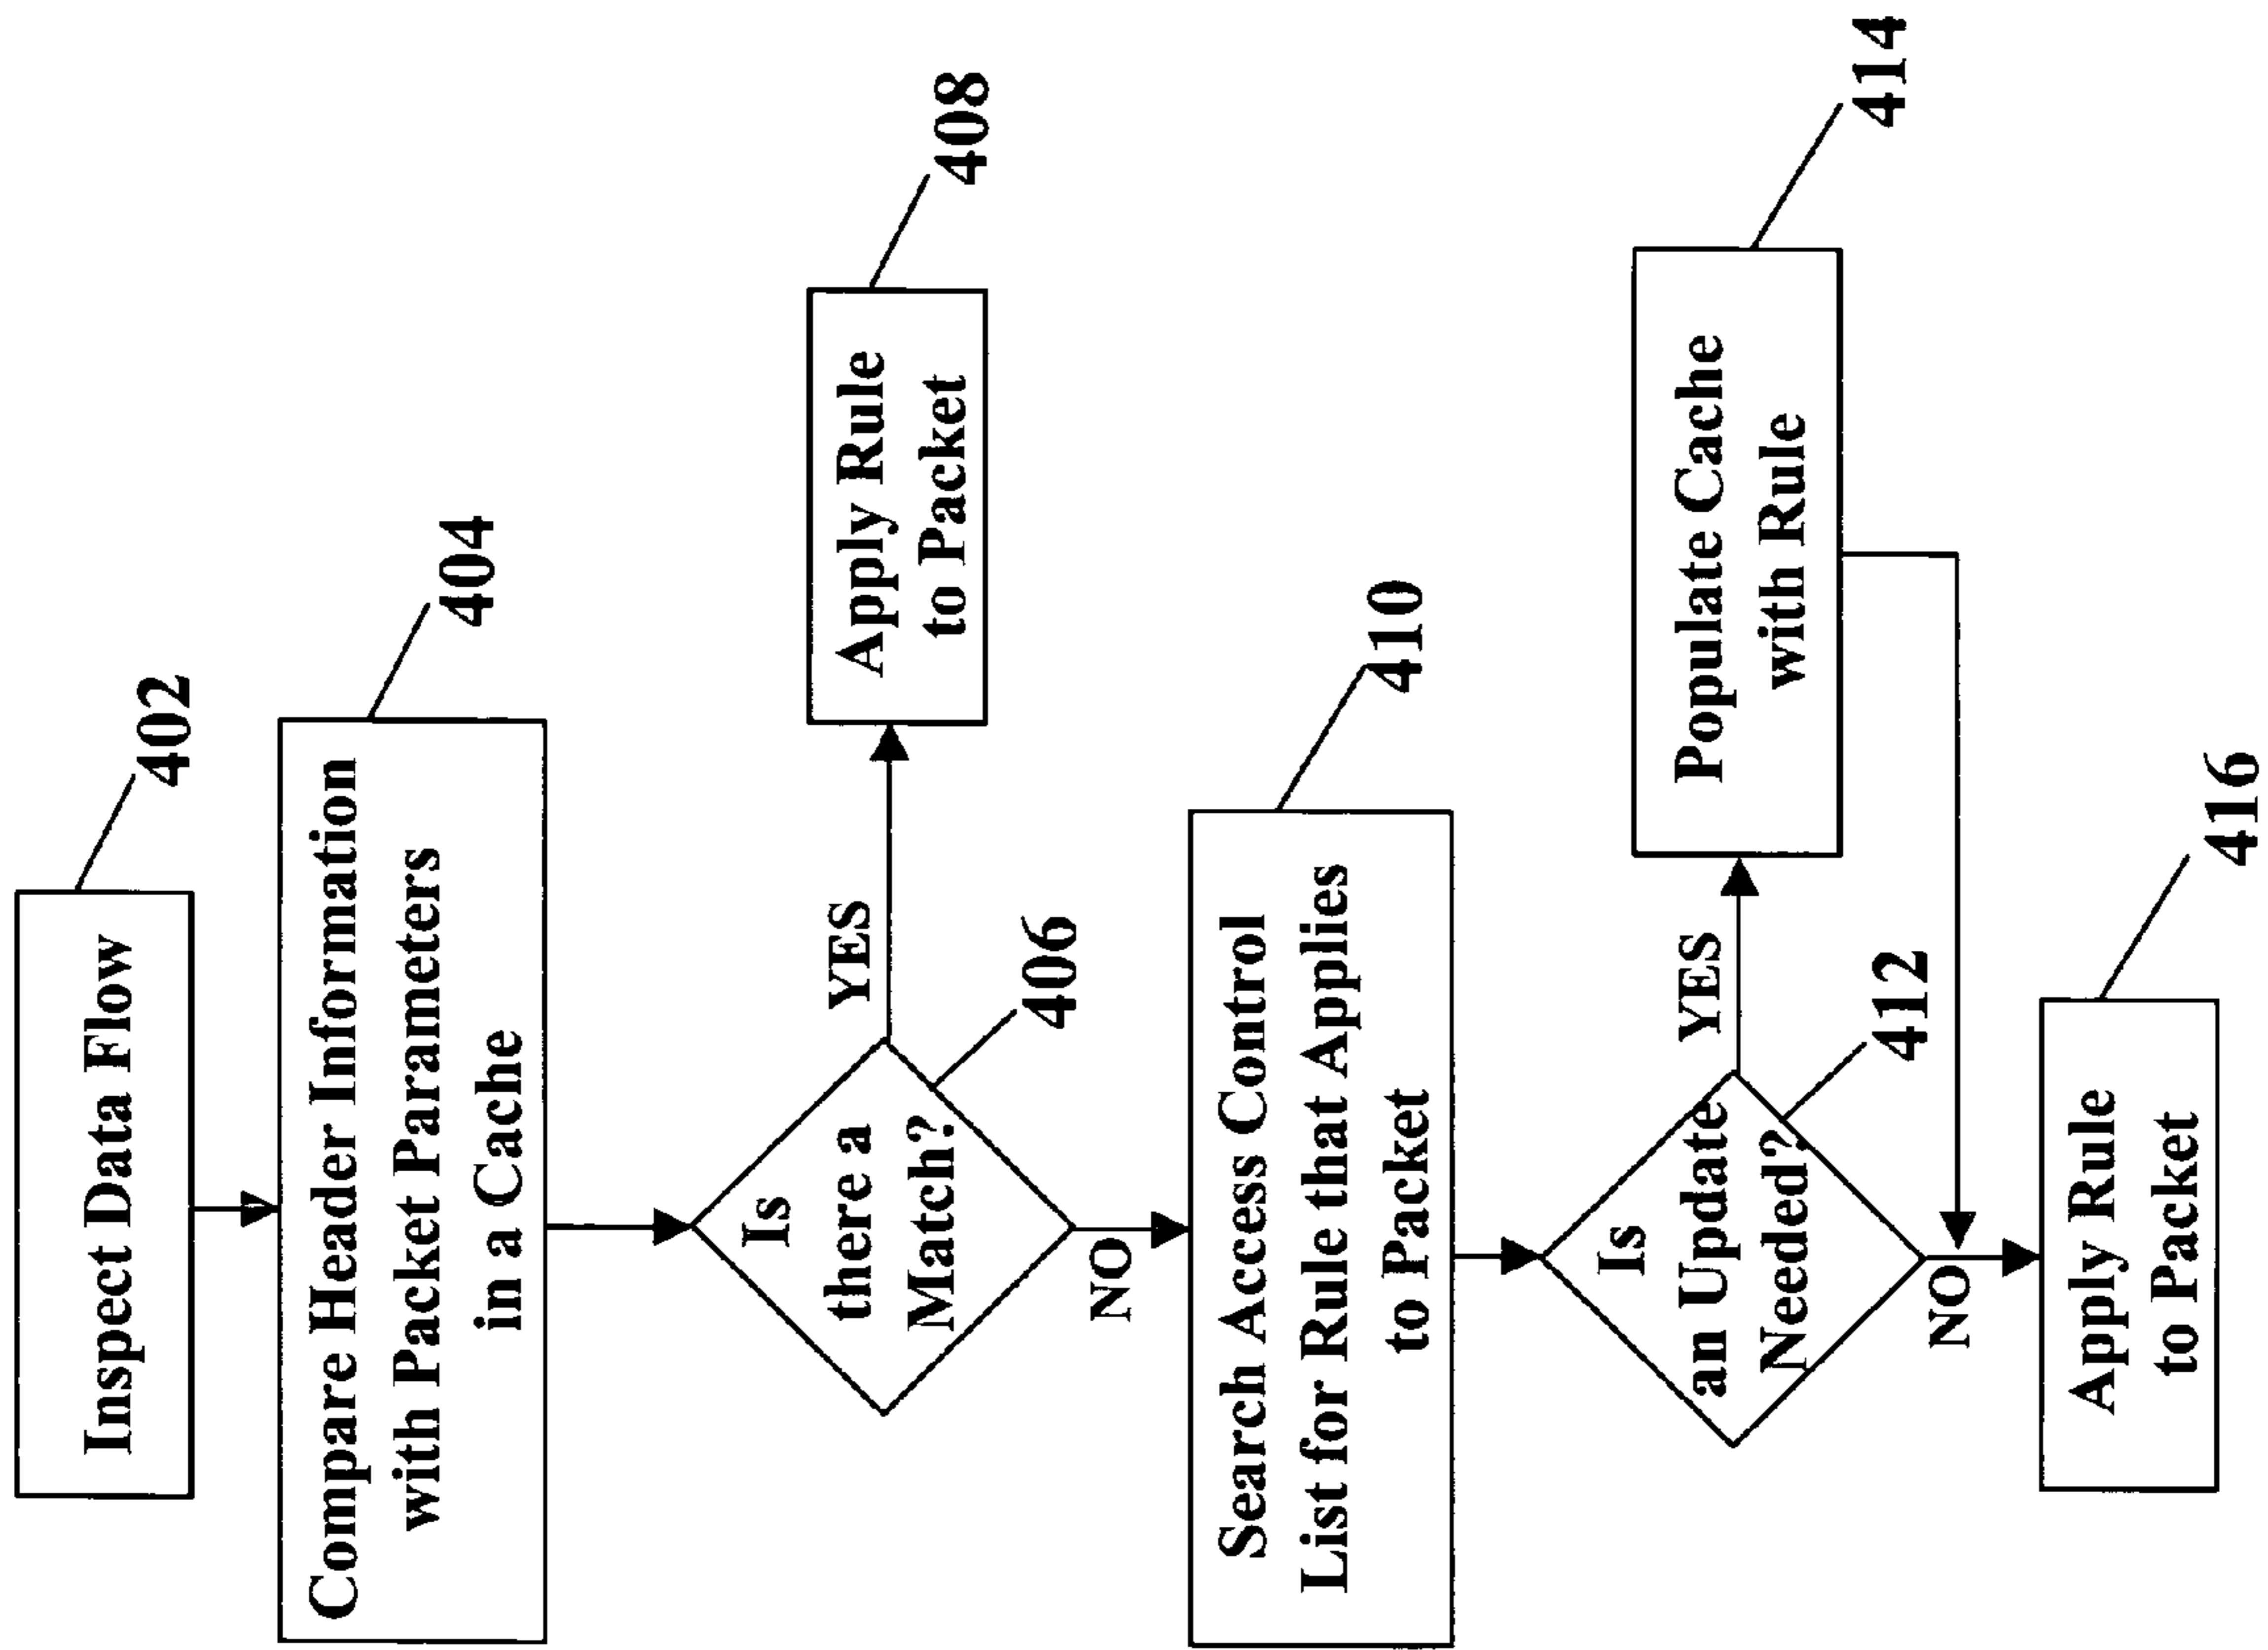 Inspect Data Flow
402
Compare Header Information
with Packet Parameters
in a Cache
404
Is
there a
Match?
406
YES
Apply Rule
to Packet
408
NO
Search Access Control
List for Rule that Applies
to Packet
410
Is
an Update
Needed?
412
YES
Populate Cache
with Rule
414
NO
Apply Rule
to Packet
416